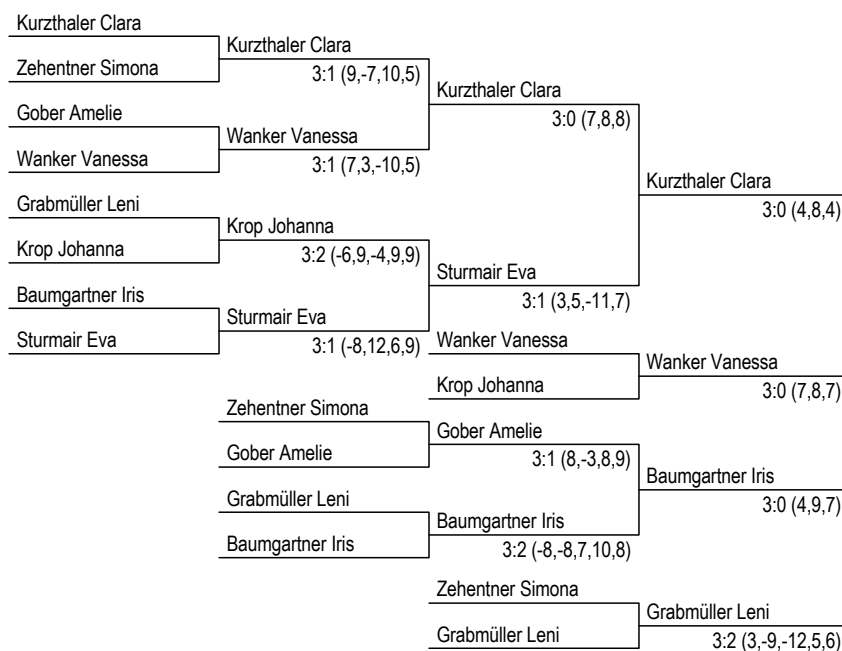 Kurzthaler Clara
Kurzthaler Clara
Zehentner Simona
3:1 (9,-7,10,5)
Kurzthaler Clara
Gober Amelie
3:0 (7,8,8)
Wanker Vanessa
Wanker Vanessa
3:1 (7,3,-10,5)
Kurzthaler Clara
Grabmüller Leni
3:0 (4,8,4)
Krop Johanna
Krop Johanna
3:2 (-6,9,-4,9,9)
Sturmair Eva
Baumgartner Iris
3:1 (3,5,-11,7)
Sturmair Eva
Sturmair Eva
3:1 (-8,12,6,9)
Wanker Vanessa
Wanker Vanessa
Krop Johanna
3:0 (7,8,7)
Zehentner Simona
Gober Amelie
Gober Amelie
3:1 (8,-3,8,9)
Baumgartner Iris
Grabmüller Leni
3:0 (4,9,7)
Baumgartner Iris
Baumgartner Iris
3:2 (-8,-8,7,10,8)
Zehentner Simona
Grabmüller Leni
Grabmüller Leni
3:2 (3,-9,-12,5,6)